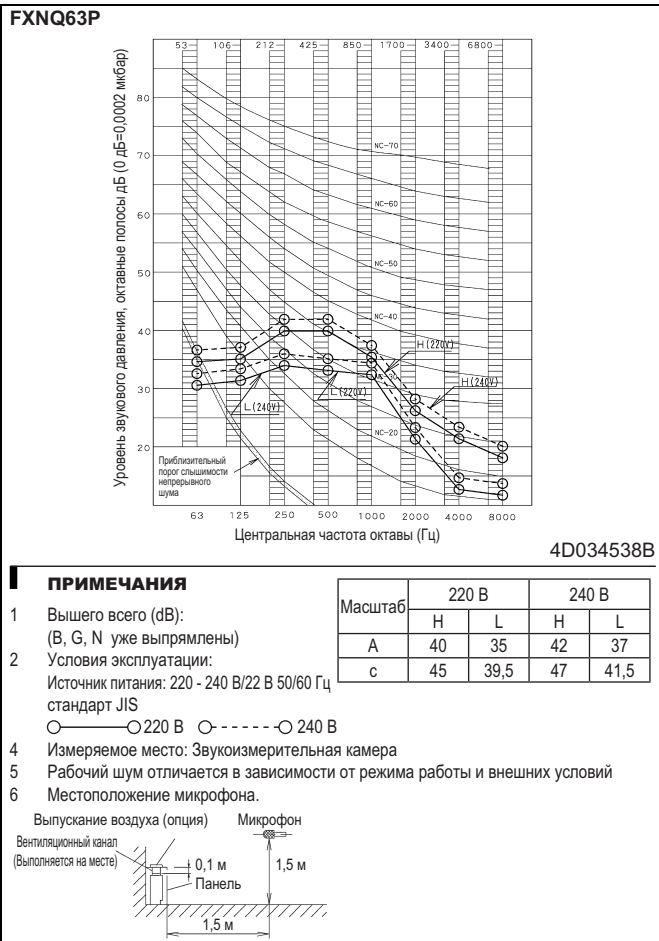 FXNQ63P
53 106 212 425 850 1700 3400 6800
Уровень звукового давления, октавные полосы дБ (0 дБ=0,0002 мкбар)
80
70
60
50
40
30
20
NC-70
NC-60
NC-50
NC-40
NC-20
H (220V)
H (240V)
L (220V)
L (240V)
Приблизительный
порог слышимости
непрерывного
шума
63 125 250 500 1000 2000 4000 8000
Центральная частота октавы (Гц)
4D034538B
ПРИМЕЧАНИЯ
1 Вышего всего (dB):
(B, G, N уже выпрямлены)
2 Условия эксплуатации:
Источник питания: 220 - 240 В/22 В 50/60 Гц
стандарт JIS
220 В 240 В
Масштаб 220 В 240 В
H L H L
A 40 35 42 37
c 45 39,5 47 41,5
4 Измеряемое место: Звукоизмерительная камера
5 Рабочий шум отличается в зависимости от режима работы и внешних условий
6 Местоположение микрофона.
Выпускание воздуха (опция) Микрофон
Вентиляционный канал
(Выполняется на месте)
0,1 м
Панель
1,5 м
1,5 м